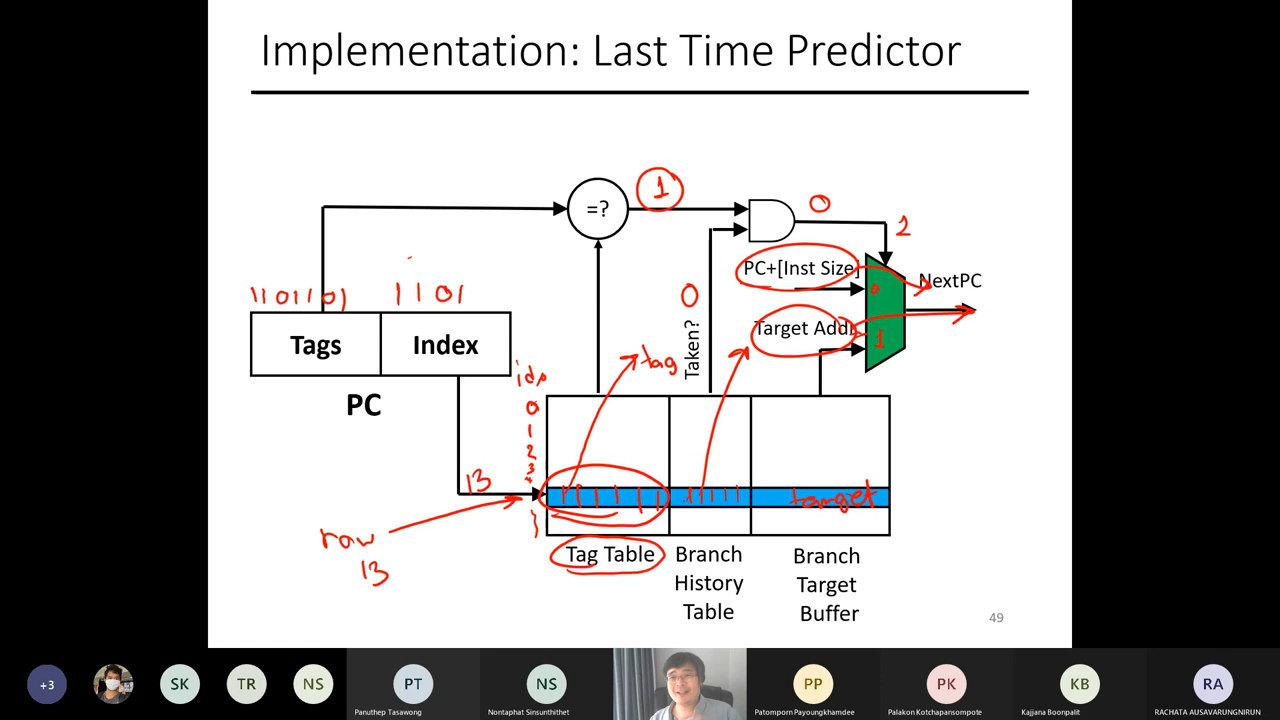 Implementation: Last Time Predictor
=?
1
0
2
PC+[Inst Size]
NextPC
0
0
Target Addr
1
Taken?
1101101
1101
Tags
Index
PC
tag
idx
0
1
2
3
13
target
row
13
Tag Table
Branch
History
Table
Branch
Target
Buffer
49
+3
SK
TR
NS
PT
Panuthep Tasawong
NS
Nontaphat Sinsunthithet
PP
Patomporn Payoungkhamdee
PK
Palakon Kotchapansompote
KB
Kajjana Boonpalit
RA
RACHATA AUSAVARUNGNIRUN